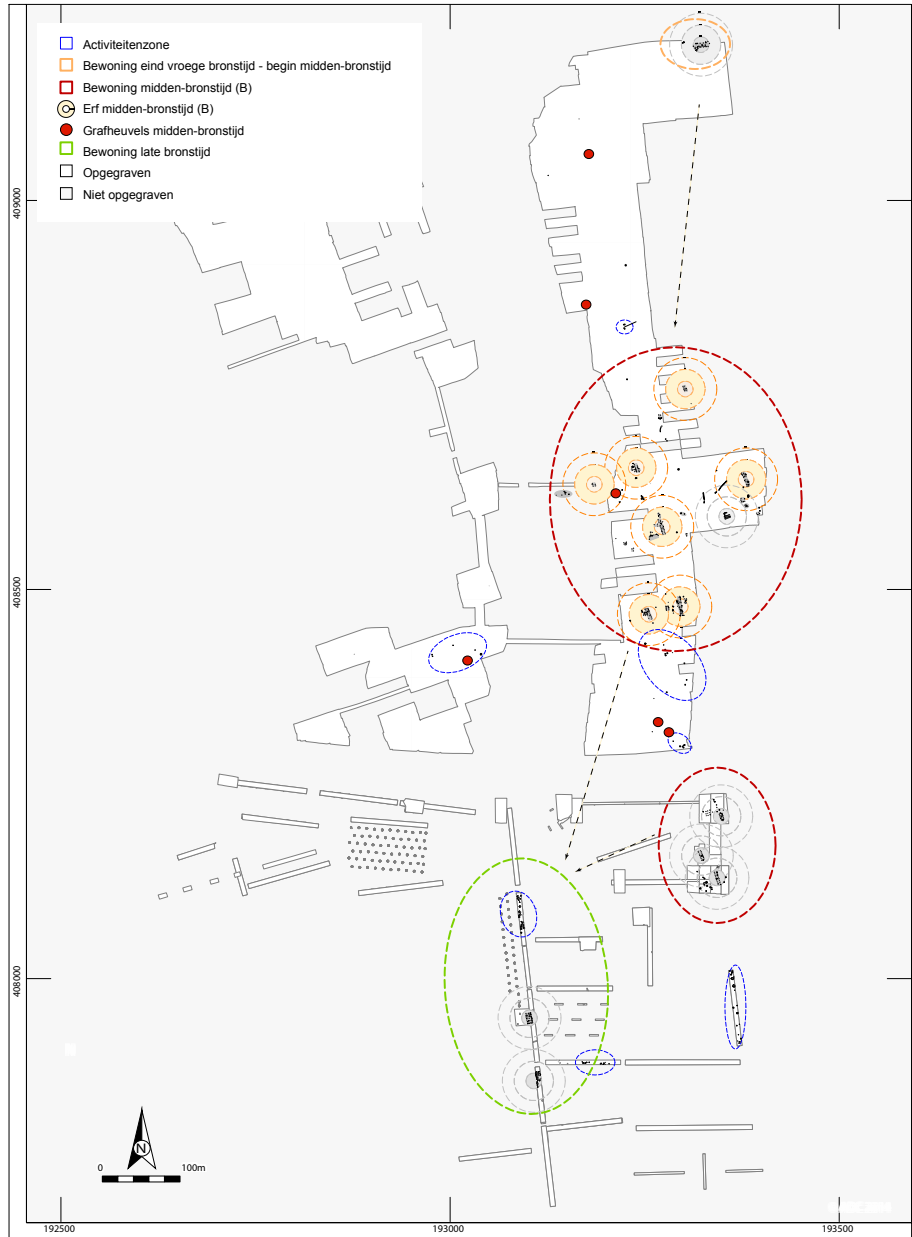 Activiteitenzone
Bewoning eind vroege bronstijd - begin midden-bronstijd
Bewoning midden-bronstijd (B)
Erf midden-bronstijd (B)
Grafheuvels midden-bronstijd
Bewoning late bronstijd
Opgegraven
Niet opgegraven
409000
408500
408000
N
0 100m
192500 193000 193500